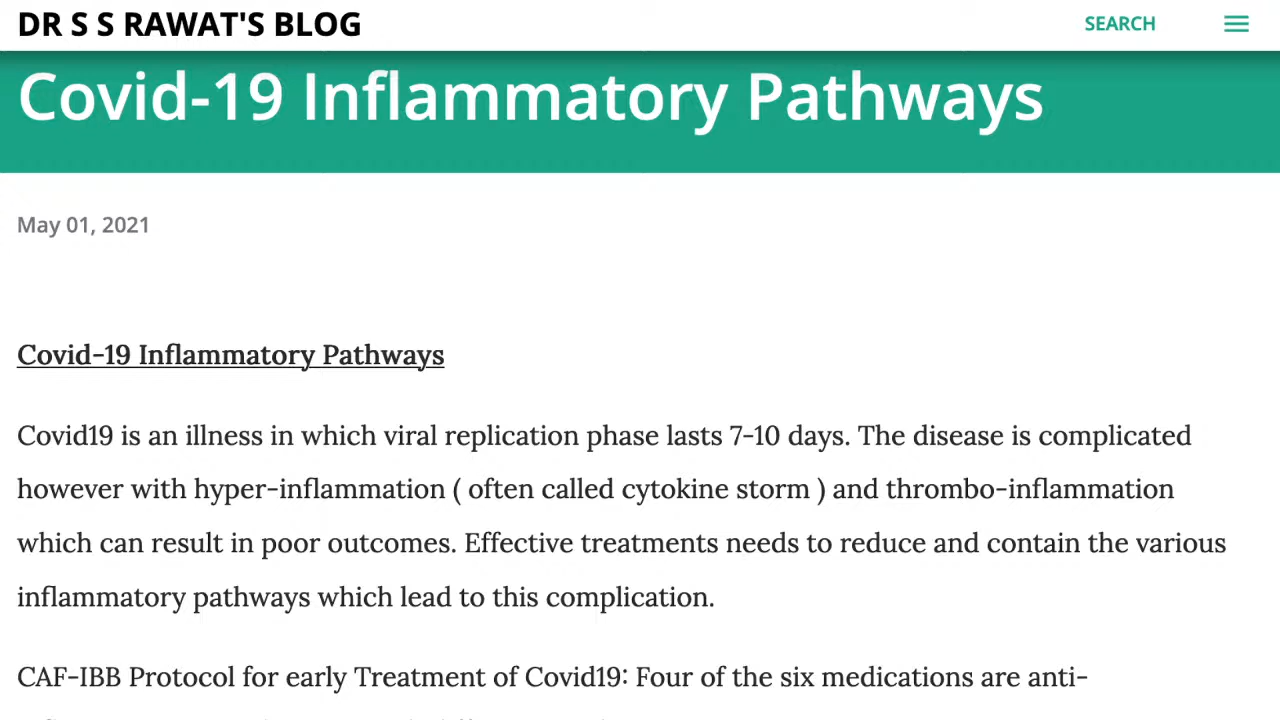 DR S S RAWAT'S BLOG
SEARCH
Covid-19 Inflammatory Pathways
May 01, 2021
Covid-19 Inflammatory Pathways
Covid19 is an illness in which viral replication phase lasts 7-10 days. The disease is complicated
however with hyper-inflammation ( often called cytokine storm ) and thrombo-inflammation
which can result in poor outcomes. Effective treatments needs to reduce and contain the various
inflammatory pathways which lead to this complication.
CAF-IBB Protocol for early Treatment of Covid19: Four of the six medications are anti-